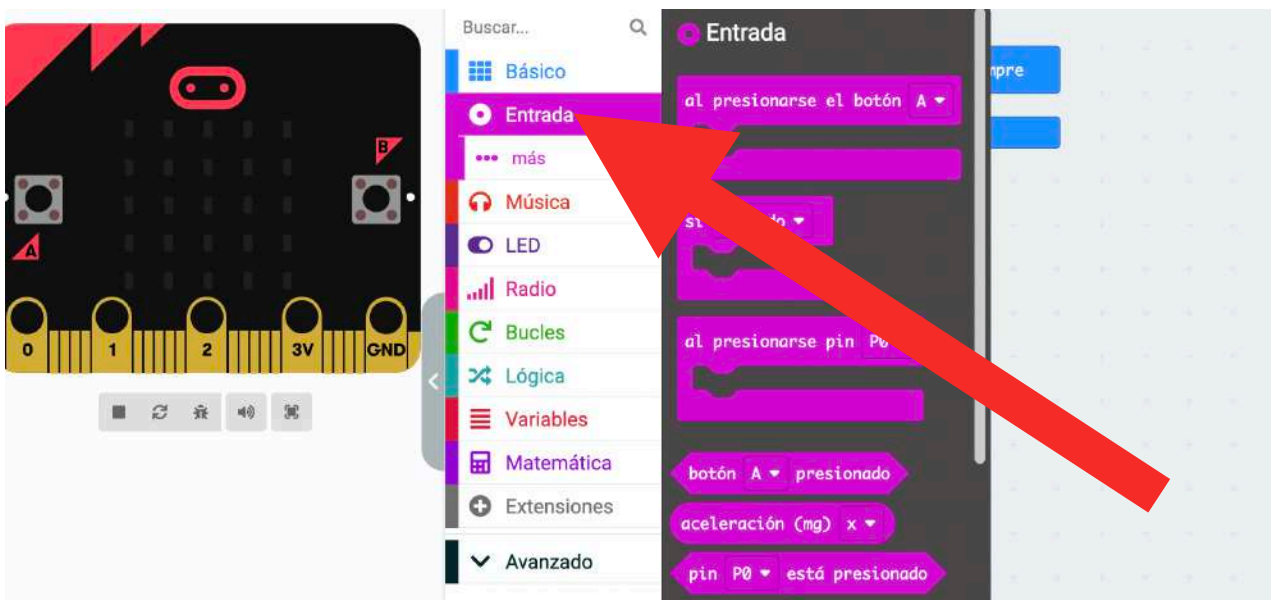 B
A
0 1 2 3V GND
Buscar...
Básico
Entrada
más
Música
LED
Radio
Bucles
Lógica
Variables
Matemática
Extensiones
Avanzado
Entrada
al presionarse el botón A
al presionarse pin
botón A presionado
aceleración (mg) x
pin P0 está presionado